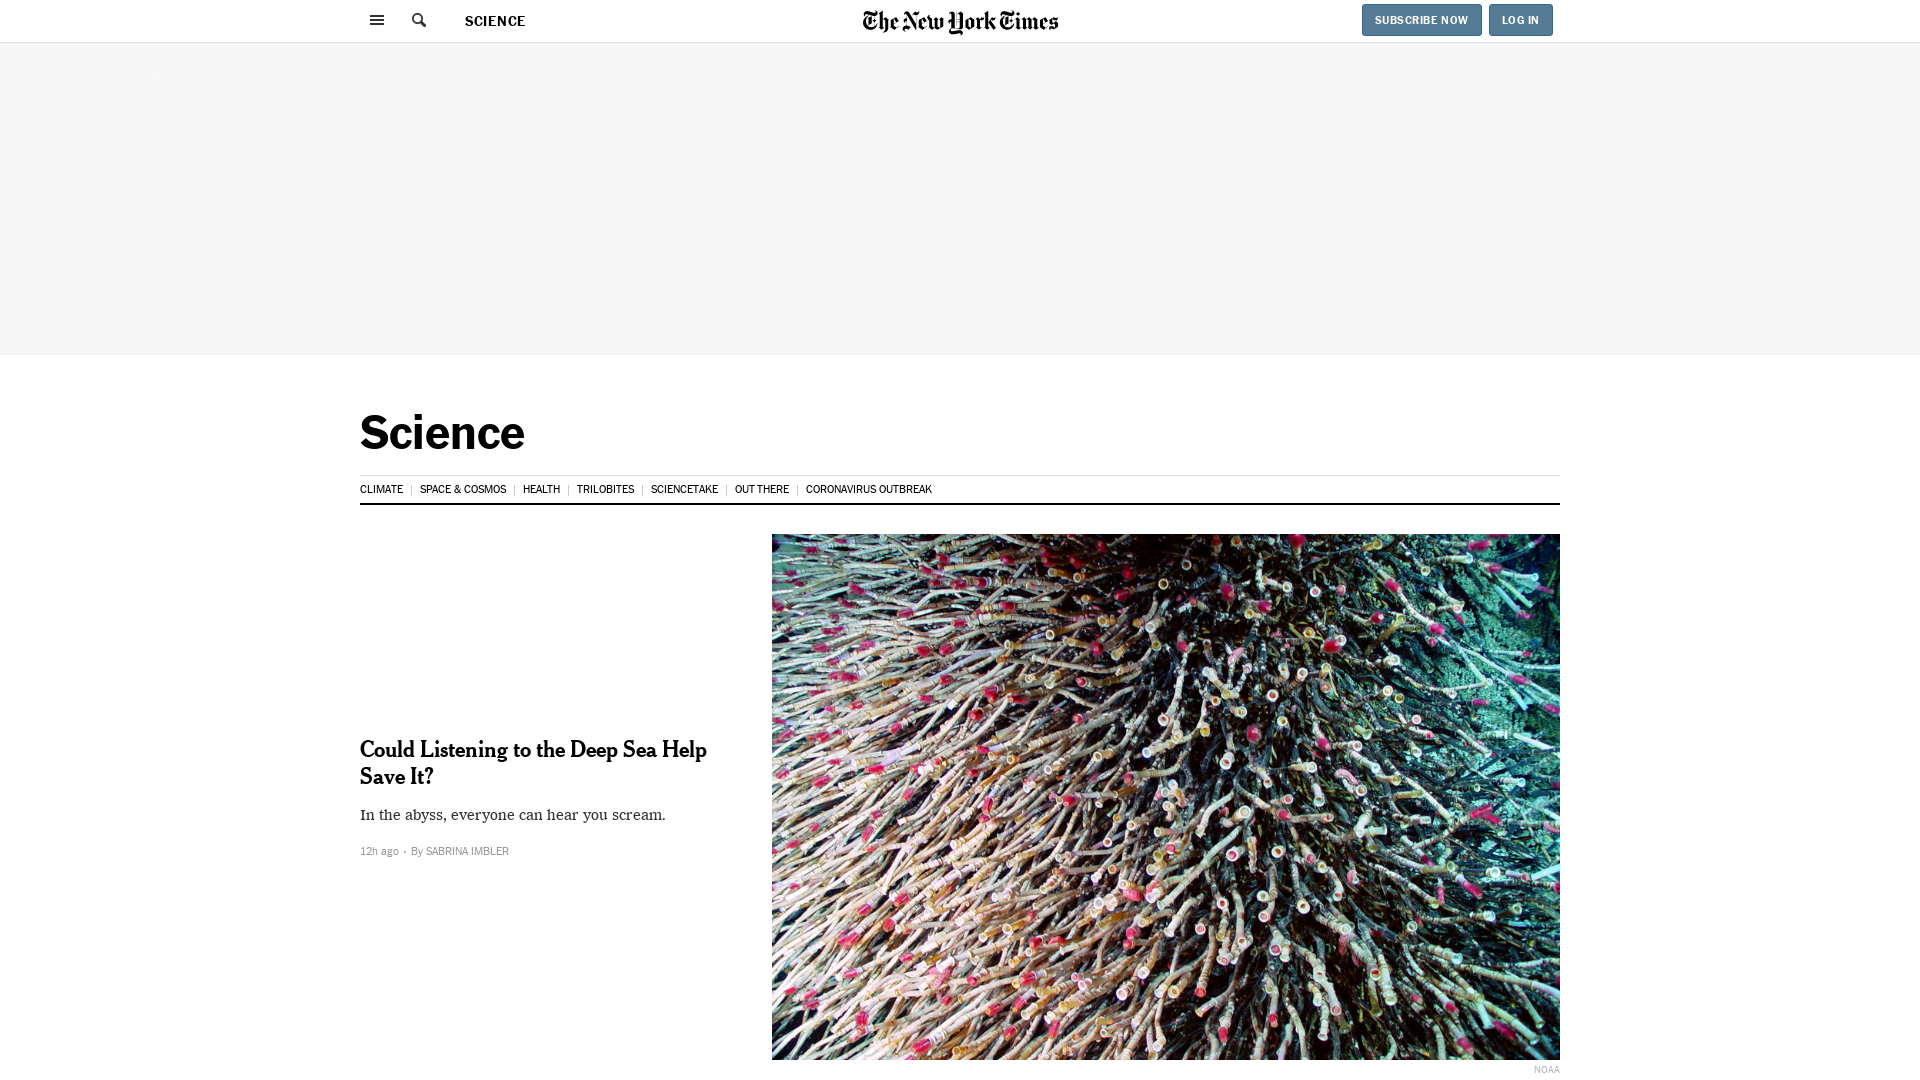 SCIENCE
The New York Times
SUBSCRIBE NOW
LOG IN
Science
CLIMATE
SPACE & COSMOS
HEALTH
TRILOBITES
SCIENCETAKE
OUT THERE
CORONAVIRUS OUTBREAK
Could Listening to the Deep Sea Help
Save It?
In the abyss, everyone can hear you scream.
12h ago · By SABRINA IMBLER
NOAA